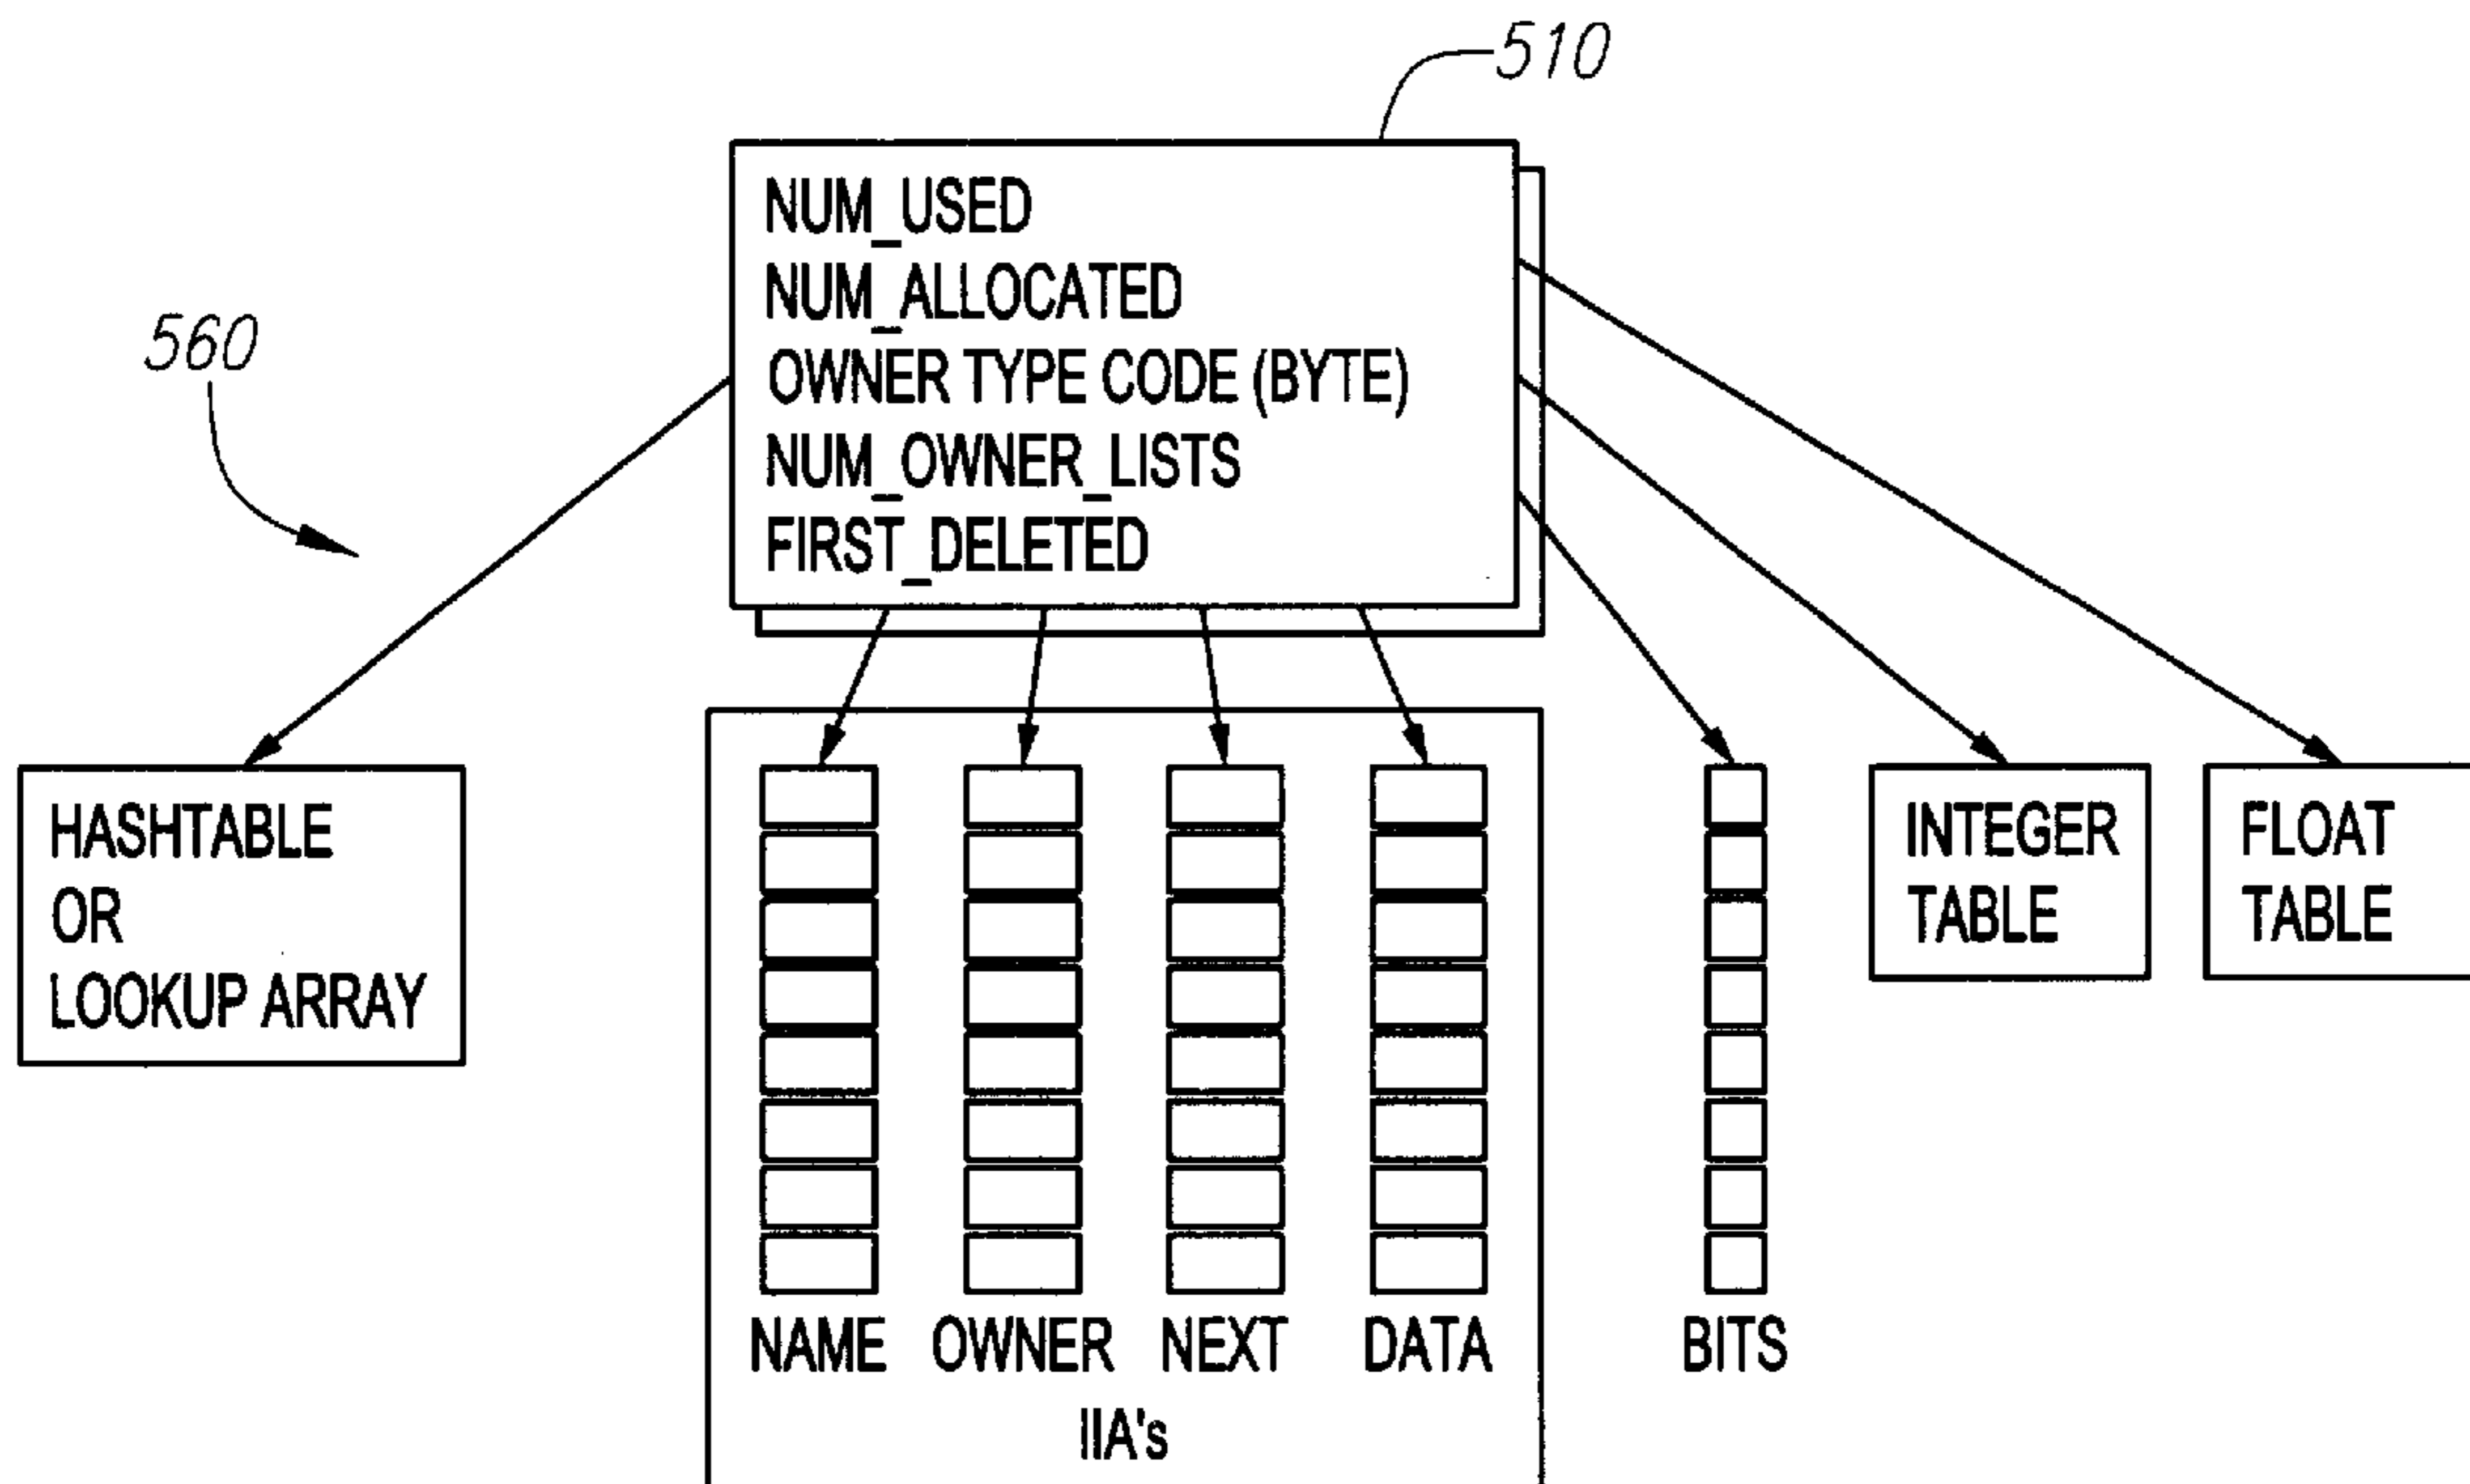 510
NUM_USED
NUM_ALLOCATED
OWNER TYPE CODE (BYTE)
NUM_OWNER_LISTS
FIRST_DELETED
560
HASHTABLE
OR
LOOKUP ARRAY
INTEGER
TABLE
FLOAT
TABLE
NAME OWNER NEXT DATA BITS
IIA's